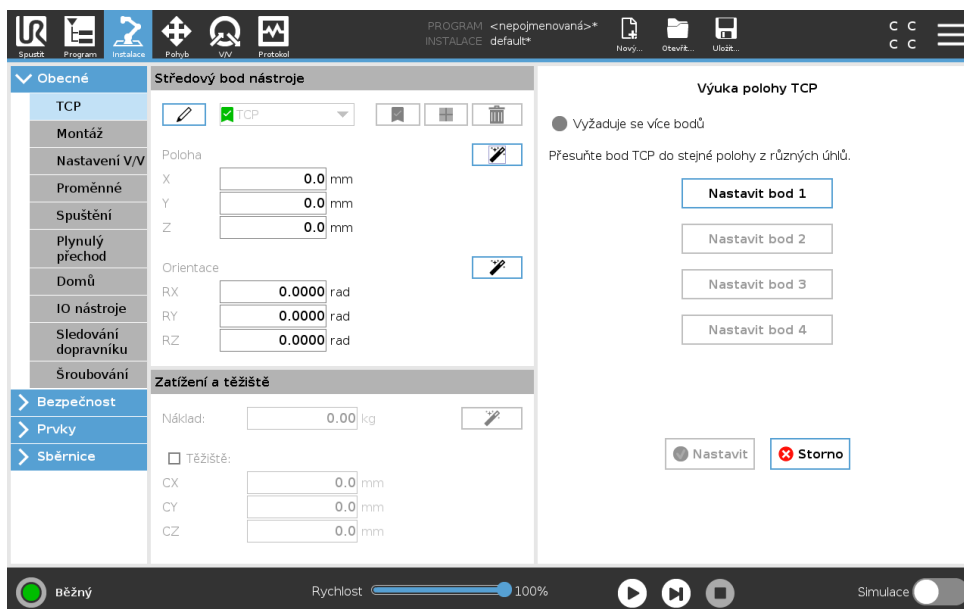 UR
Spustit
Program
Instalace
Pohyb
V/V
Protokol
PROGRAM <nepojmenovaná>*
INSTALACE default*
Nový...
Otevřít...
Uložit...
C C
C C
Obecné
TCP
Montáž
Nastavení V/V
Proměnné
Spuštění
Plynulý
přechod
Domů
IO nástroje
Sledování
dopravníku
Šroubování
Bezpečnost
Prvky
Sběrnice
Středový bod nástroje
TCP
Poloha
X 0.0 mm
Y 0.0 mm
Z 0.0 mm
Orientace
RX 0.0000 rad
RY 0.0000 rad
RZ 0.0000 rad
Zatížení a těžiště
Náklad: 0.00 kg
Těžiště:
CX 0.0 mm
CY 0.0 mm
CZ 0.0 mm
Výuka polohy TCP
Vyžaduje se více bodů
Přesuňte bod TCP do stejné polohy z různých úhlů.
Nastavit bod 1
Nastavit bod 2
Nastavit bod 3
Nastavit bod 4
Nastavit
Storno
Běžný
Rychlost 100%
Simulace